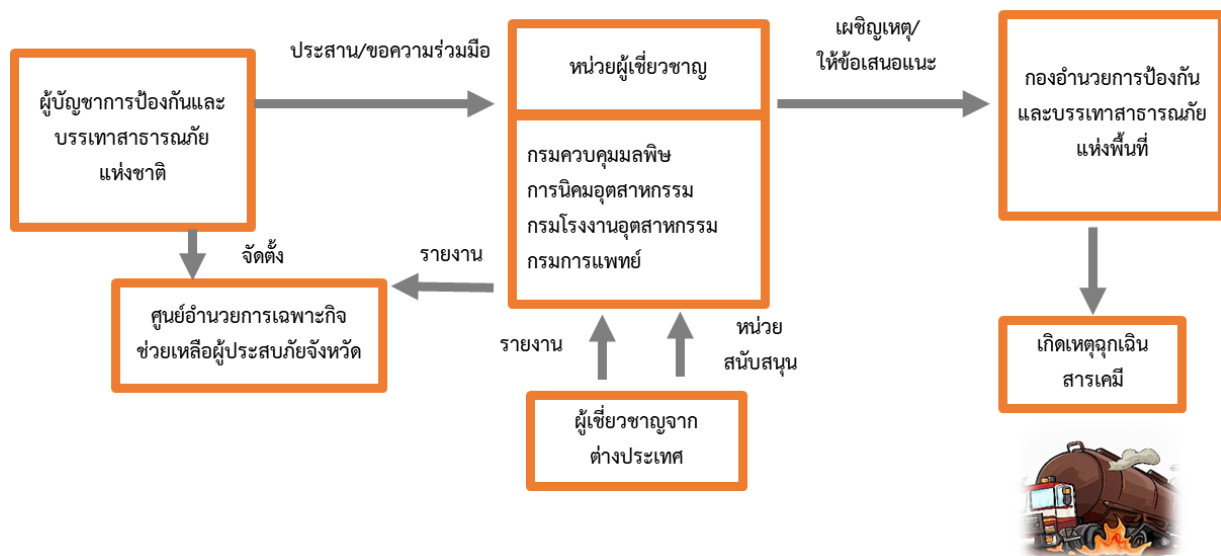 ผู้บัญชาการป้องกันและ
บรรเทาสาธารณภัย
แห่งชาติ
ประสาน/ขอความร่วมมือ
หน่วยผู้เชี่ยวชาญ
กรมควบคุมมลพิษ
การนิคมอุตสาหกรรม
กรมโรงงานอุตสาหกรรม
กรมการแพทย์
เผชิญเหตุ/
ให้ข้อเสนอแนะ
กองอำนวยการป้องกัน
และบรรเทาสาธารณภัย
แห่งพื้นที่
จัดตั้ง
รายงาน
ศูนย์อำนวยการเฉพาะกิจ
ช่วยเหลือผู้ประสบภัยจังหวัด
รายงาน
หน่วย
สนับสนุน
ผู้เชี่ยวชาญจาก
ต่างประเทศ
เกิดเหตุฉุกเฉิน
สารเคมี